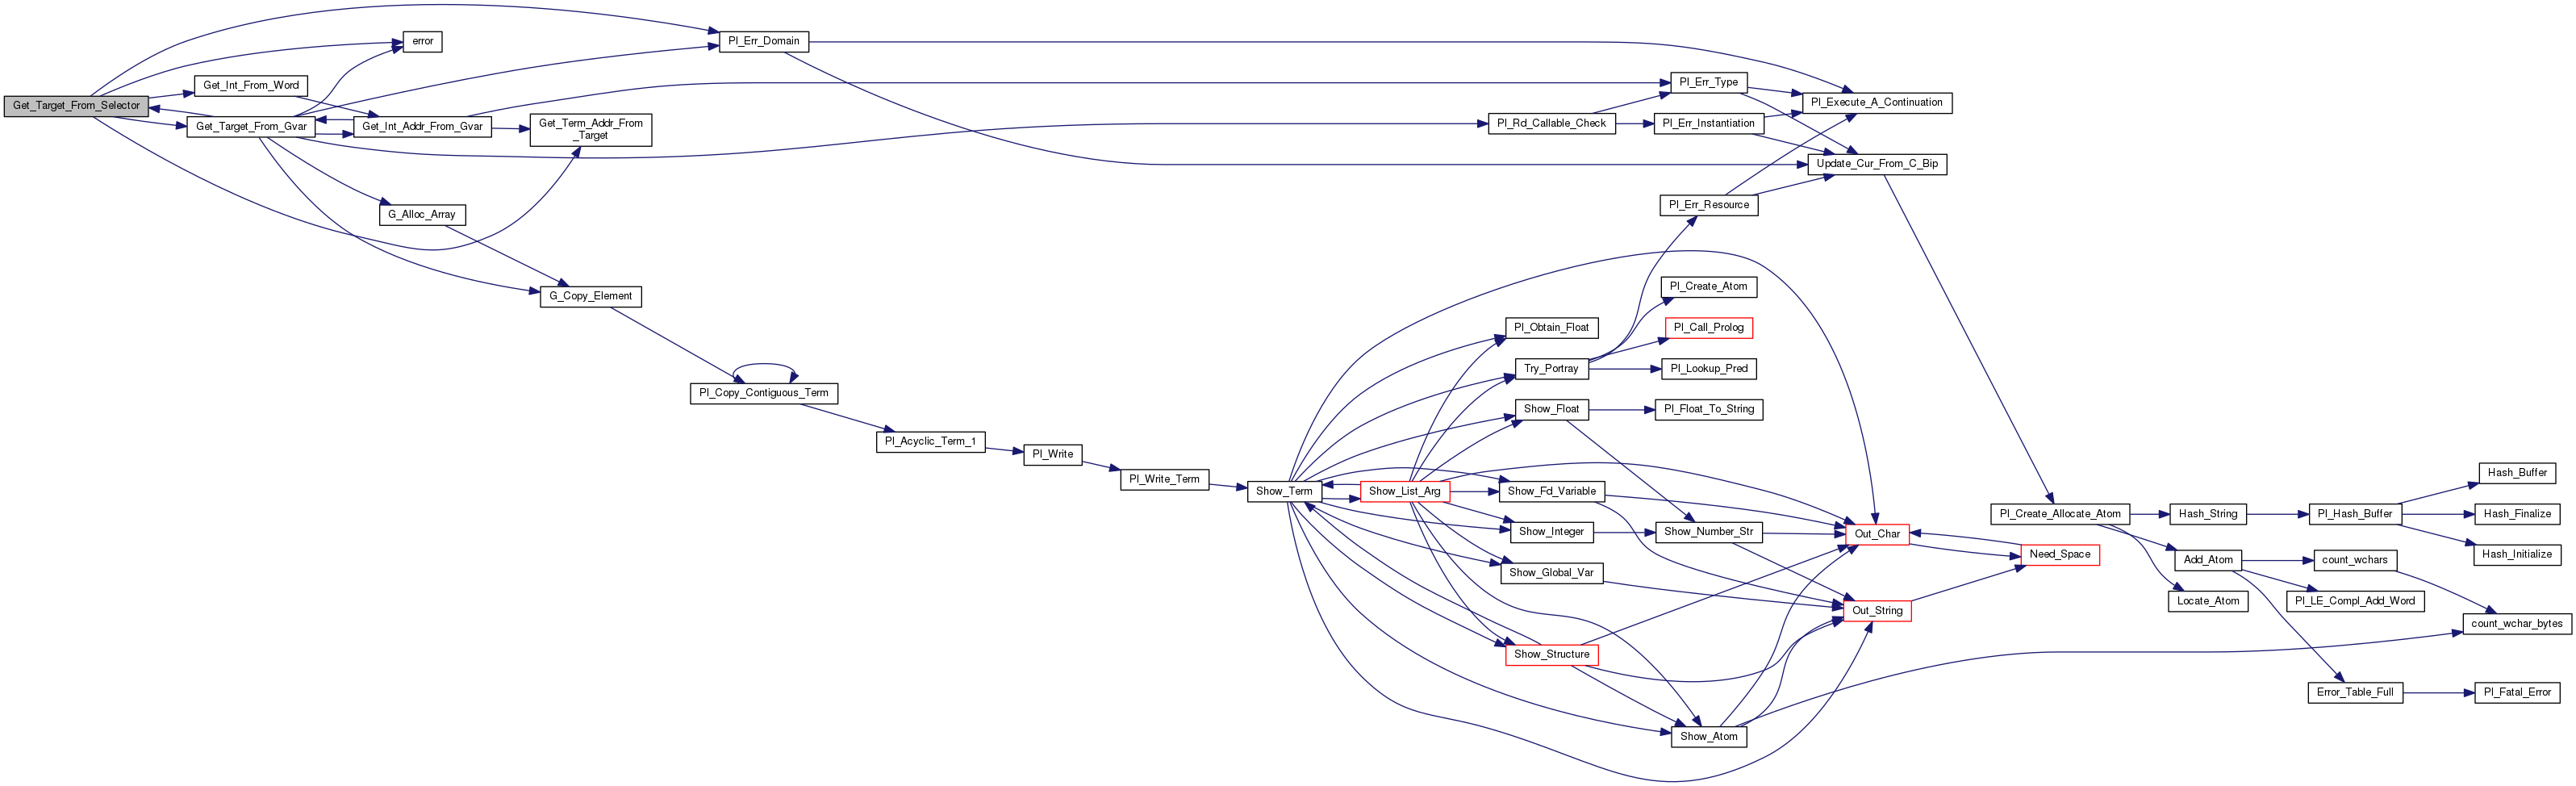 Get_Target_From_Selector
error
Get_Int_From_Word
Get_Target_From_Gvar
Get_Int_Addr_From_Gvar
Get_Term_Addr_From
_Target
G_Alloc_Array
G_Copy_Element
Pl_Err_Domain
Pl_Copy_Contiguous_Term
Pl_Acyclic_Term_1
Pl_Write
Pl_Write_Term
Show_Term
Show_List_Arg
Pl_Rd_Callable_Check
Pl_Err_Type
Pl_Err_Instantiation
Pl_Err_Resource
Pl_Execute_A_Continuation
Update_Cur_From_C_Bip
Pl_Create_Atom
Pl_Obtain_Float
Pl_Call_Prolog
Try_Portray
Pl_Lookup_Pred
Show_Float
Pl_Float_To_String
Show_Fd_Variable
Show_Integer
Show_Number_Str
Show_Global_Var
Show_Structure
Show_Atom
Out_Char
Out_String
Need_Space
Pl_Create_Allocate_Atom
Hash_String
Add_Atom
Locate_Atom
Pl_Hash_Buffer
count_wchars
Pl_LE_Compl_Add_Word
Error_Table_Full
Hash_Buffer
Hash_Finalize
Hash_Initialize
count_wchar_bytes
Pl_Fatal_Error